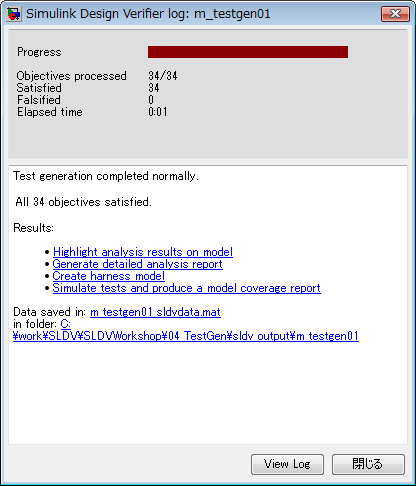 Simulink Design Verifier log: m_testgen01
Progress
Objectives processed 34/34
Satisfied 34
Falsified 0
Elapsed time 0:01
Test generation completed normally.
All 34 objectives satisfied.
Results:
• Highlight analysis results on model
• Generate detailed analysis report
• Create harness model
• Simulate tests and produce a model coverage report
Data saved in: m_testgen01_sldvdata.mat
in folder: C:
¥work¥SLDV¥SLDVWorkshop¥04_TestGen¥sldv_output¥m_testgen01
View Log 閉じる